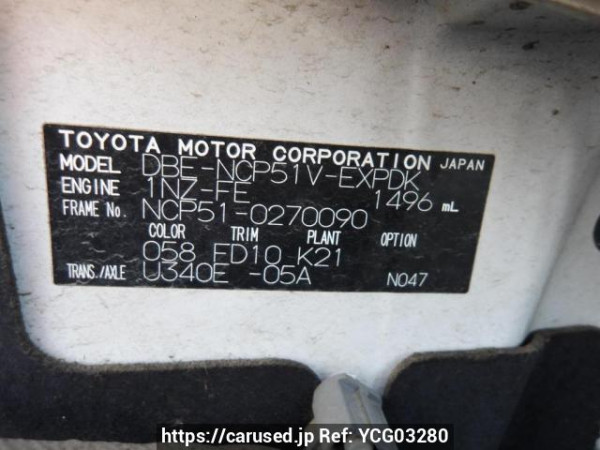 TOYOTA MOTOR CORPORATION JAPAN
MODEL DBE-NCP51V-EXPDK
ENGINE 1NZ-FE 1496 mL
FRAME No. NCP51-0270090
COLOR TRIM PLANT OPTION
058 FD10 K21
TRANS./AXLE U340E -05A N047
https://carused.jp Ref: YCG03280